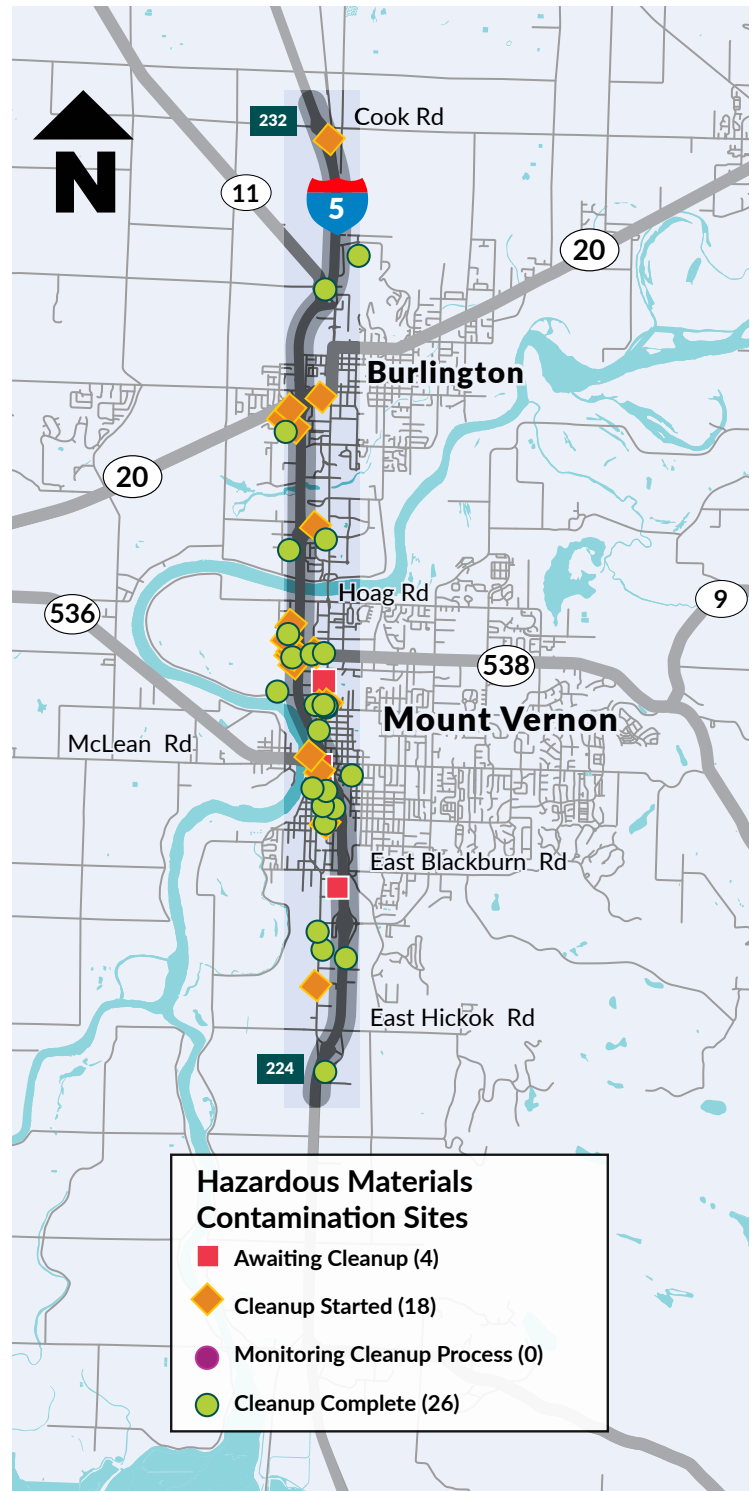 232
Cook Rd
N
11
5
20
Burlington
20
Hoag Rd
536
9
538
Mount Vernon
McLean Rd
East Blackburn Rd
East Hickok Rd
224
Hazardous Materials
Contamination Sites
Awaiting Cleanup (4)
Cleanup Started (18)
Monitoring Cleanup Process (0)
Cleanup Complete (26)